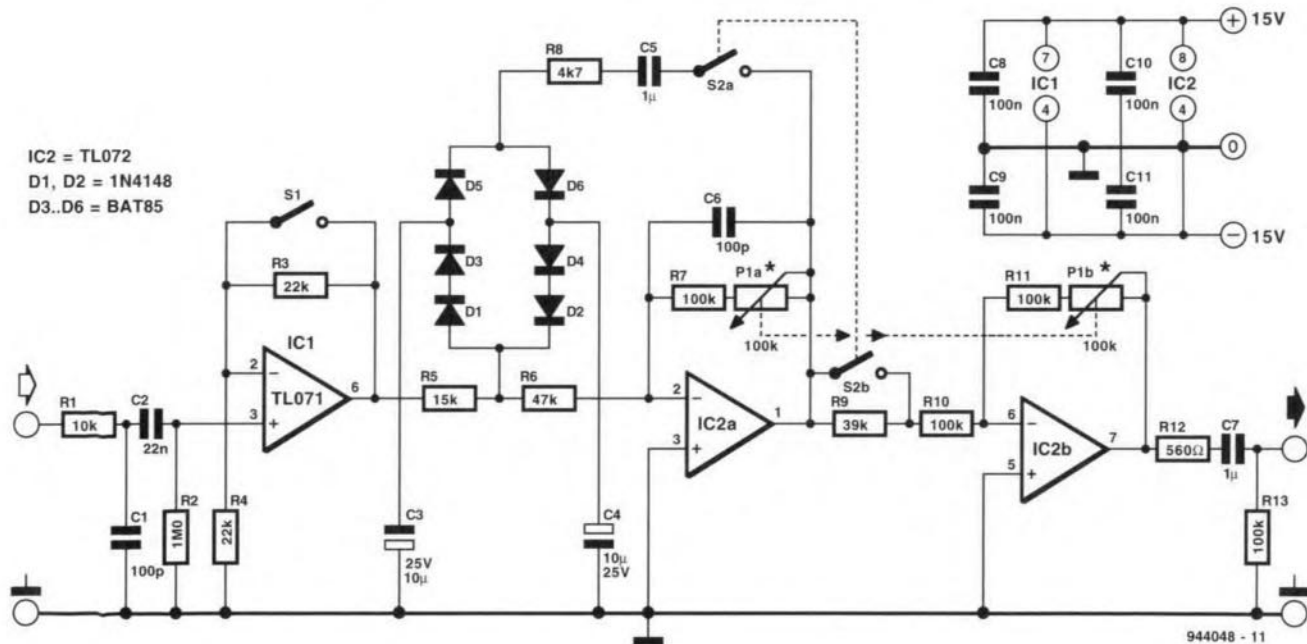 IC2 = TL072
D1, D2 = 1N4148
D3..D6 = BAT85
R8
4k7
C5
1µ
S2a
S1
R3
22k
IC1
TL071
2
3
6
−
+
R1
10k
C2
22n
C1
100p
R2
1M0
R4
22k
D5
D6
D3
D4
D1
D2
R5
15k
R6
47k
C3
25V
10µ
C4
10µ
25V
C6
100p
R7
100k
P1a *
100k
IC2a
2
3
1
−
+
S2b
R9
39k
R10
100k
R11
100k
P1b *
100k
IC2b
6
5
7
−
+
R12
560Ω
C7
1µ
R13
100k
C8
100n
C9
100n
7
IC1
4
C10
100n
C11
100n
8
IC2
4
+ 15V
0
− 15V
944048 - 11